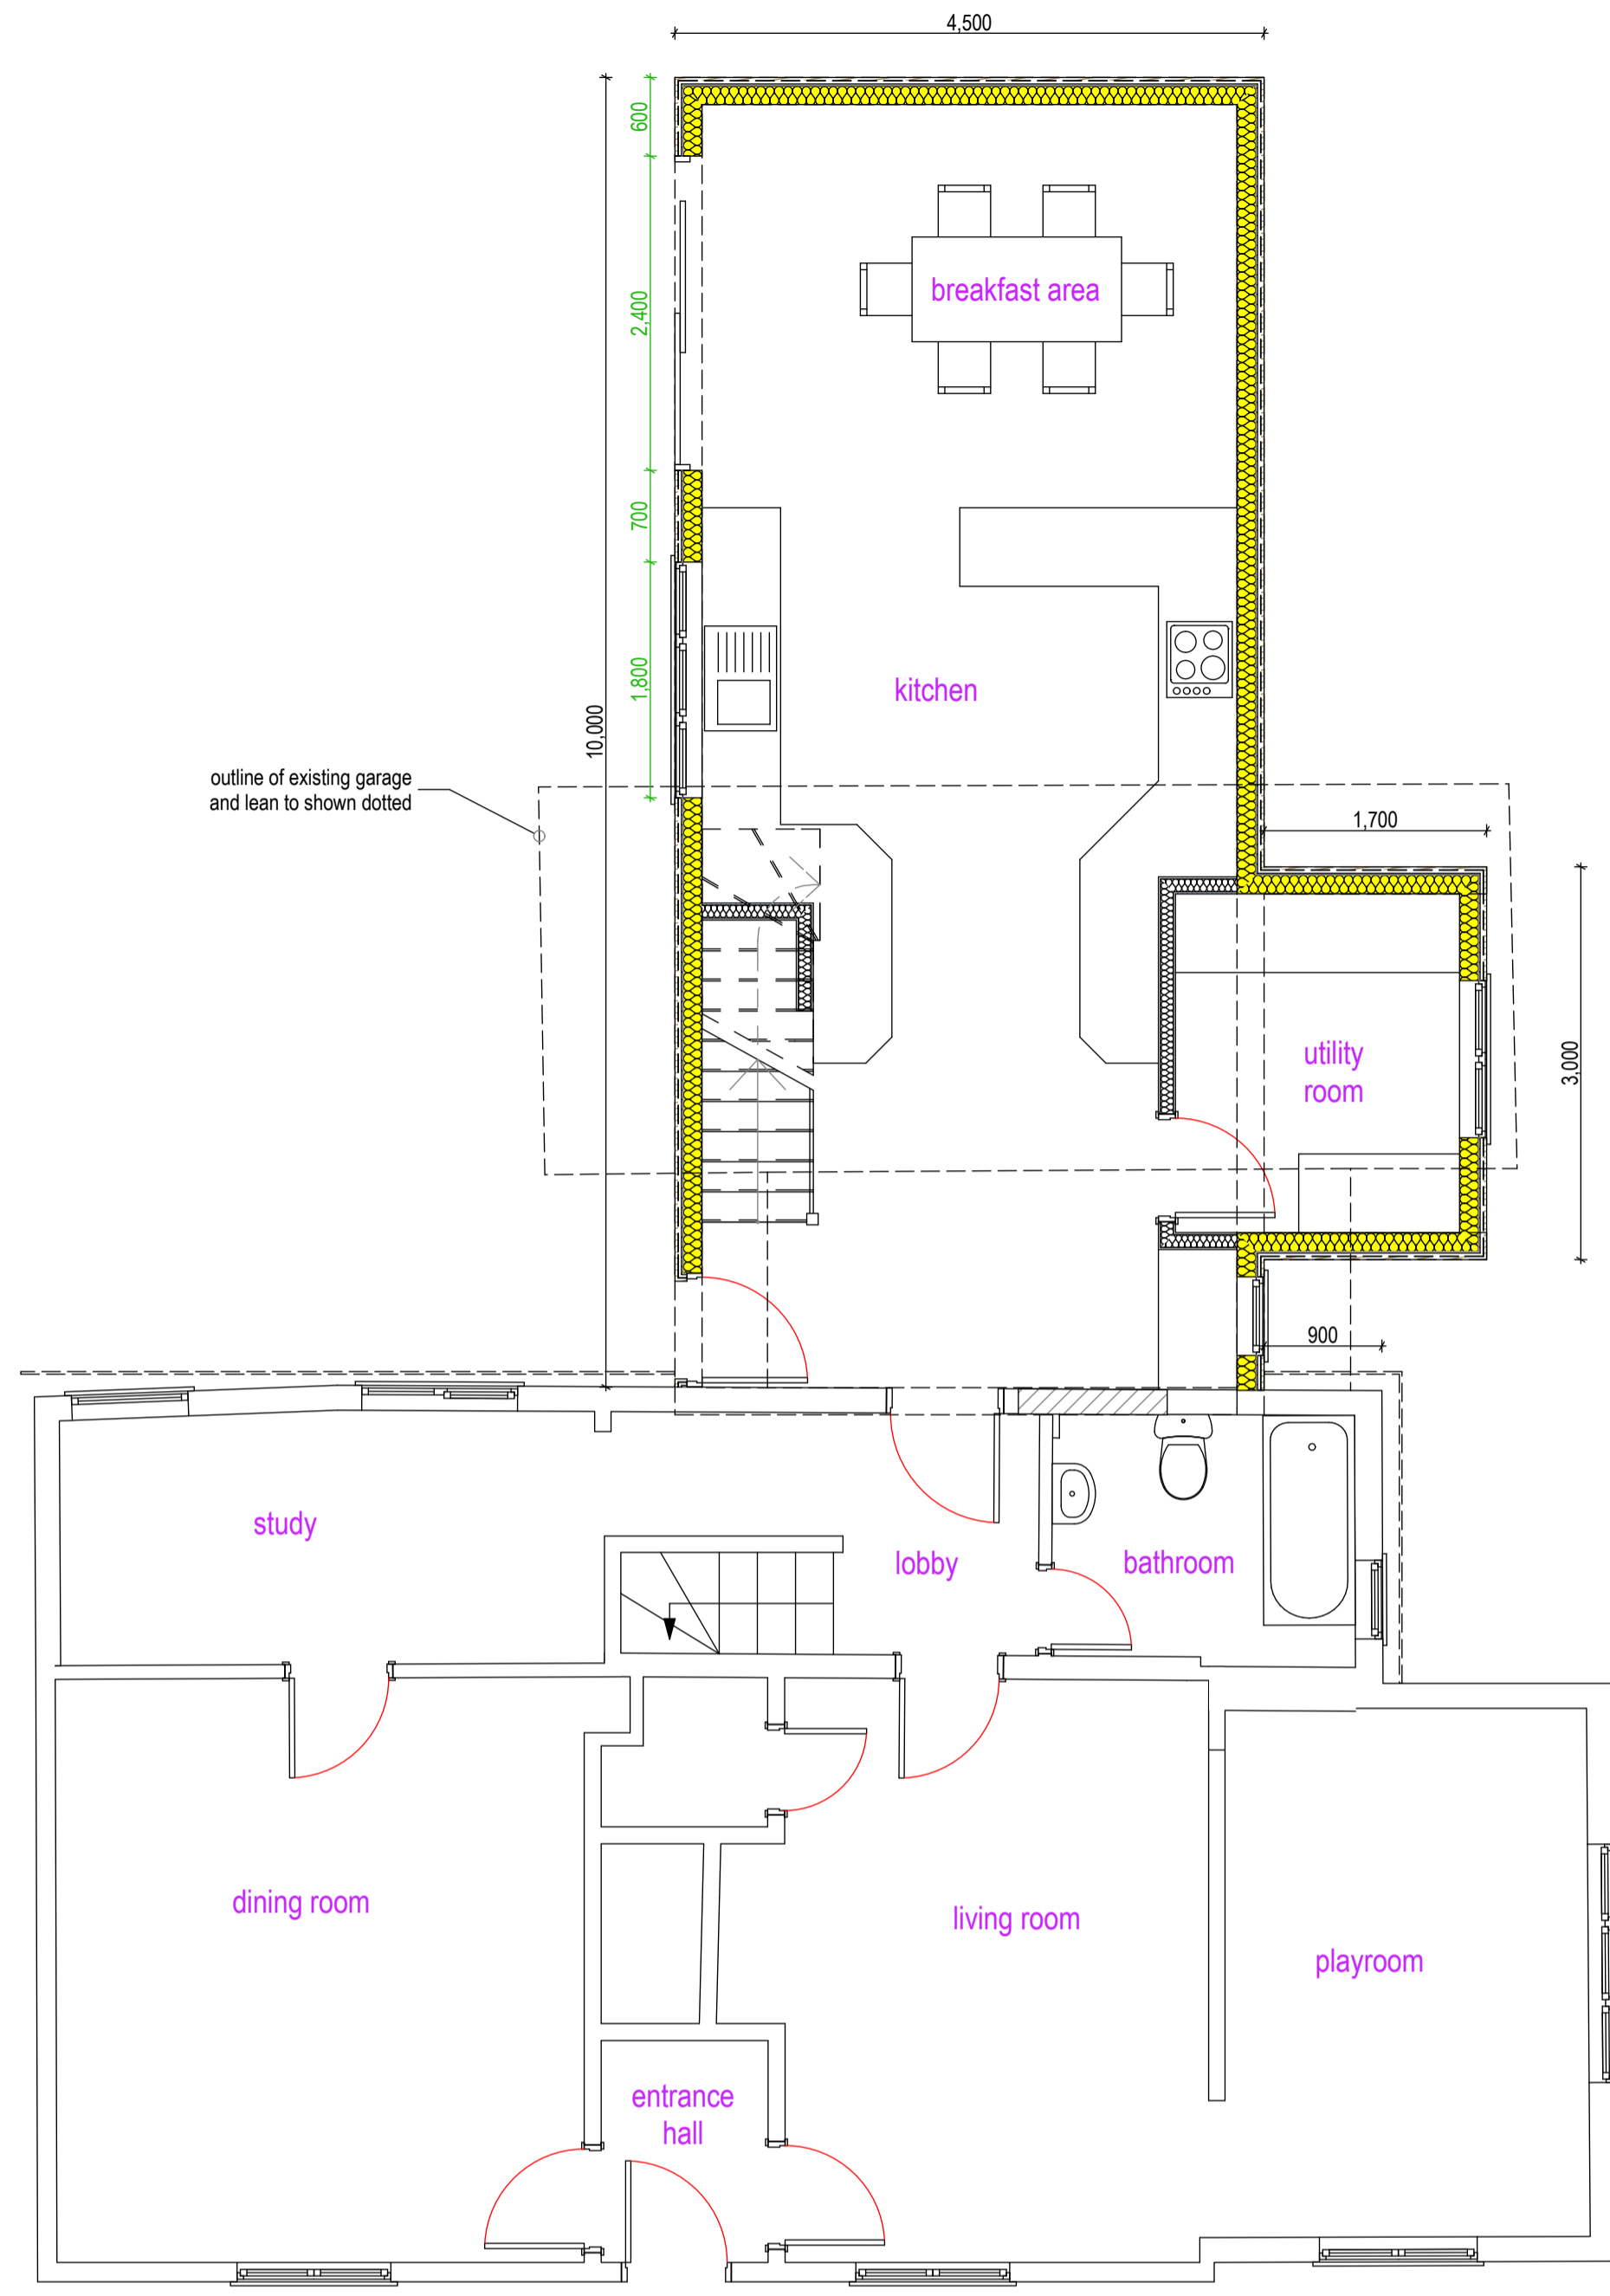 4,500
600
2,400
breakfast area
700
1,800
kitchen
10,000
outline of existing garage
and lean to shown dotted
1,700
utility
room
3,000
900
study
lobby
bathroom
dining room
living room
playroom
entrance
hall